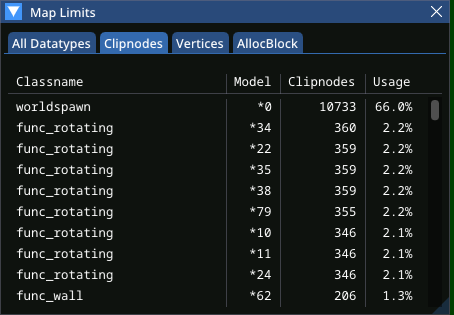 Map Limits
All Datatypes Clipnodes Vertices AllocBlock
Classname Model Clipnodes Usage
worldspawn *0 10733 66.0%
func_rotating *34 360 2.2%
func_rotating *22 359 2.2%
func_rotating *35 359 2.2%
func_rotating *38 359 2.2%
func_rotating *79 355 2.2%
func_rotating *10 346 2.1%
func_rotating *11 346 2.1%
func_rotating *24 346 2.1%
func_wall *62 206 1.3%